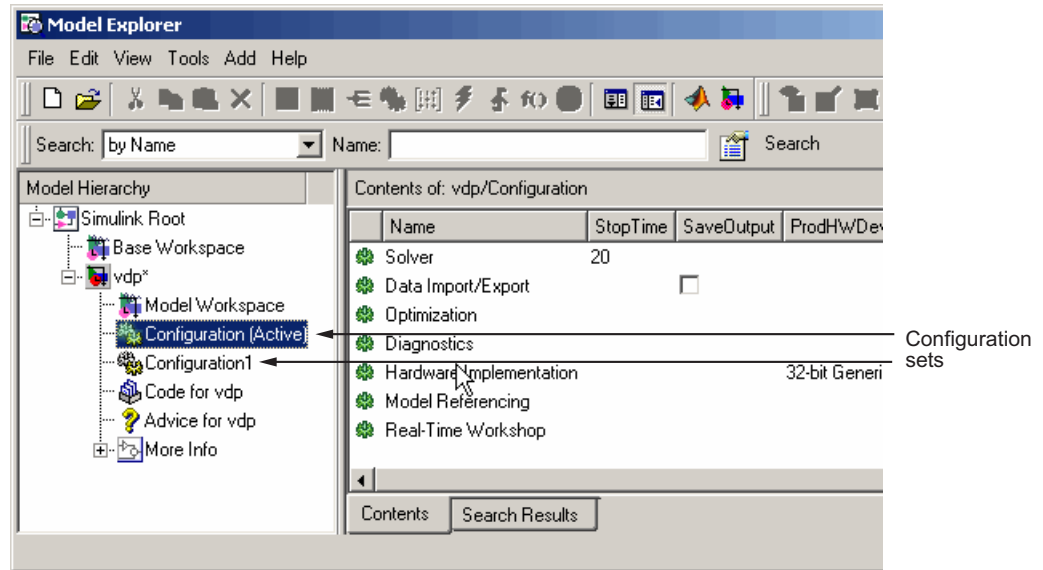 Model Explorer
File Edit View Tools Add Help
Search: by Name Name: Search
Model Hierarchy
Simulink Root
Base Workspace
vdp*
Model Workspace
Configuration (Active)
Configuration1
Code for vdp
Advice for vdp
More Info
Contents of: vdp/Configuration
Name StopTime SaveOutput ProdHWDev
Solver 20
Data Import/Export
Optimization
Diagnostics
Hardware Implementation 32-bit Generi
Model Referencing
Real-Time Workshop
Contents Search Results
Configuration
sets